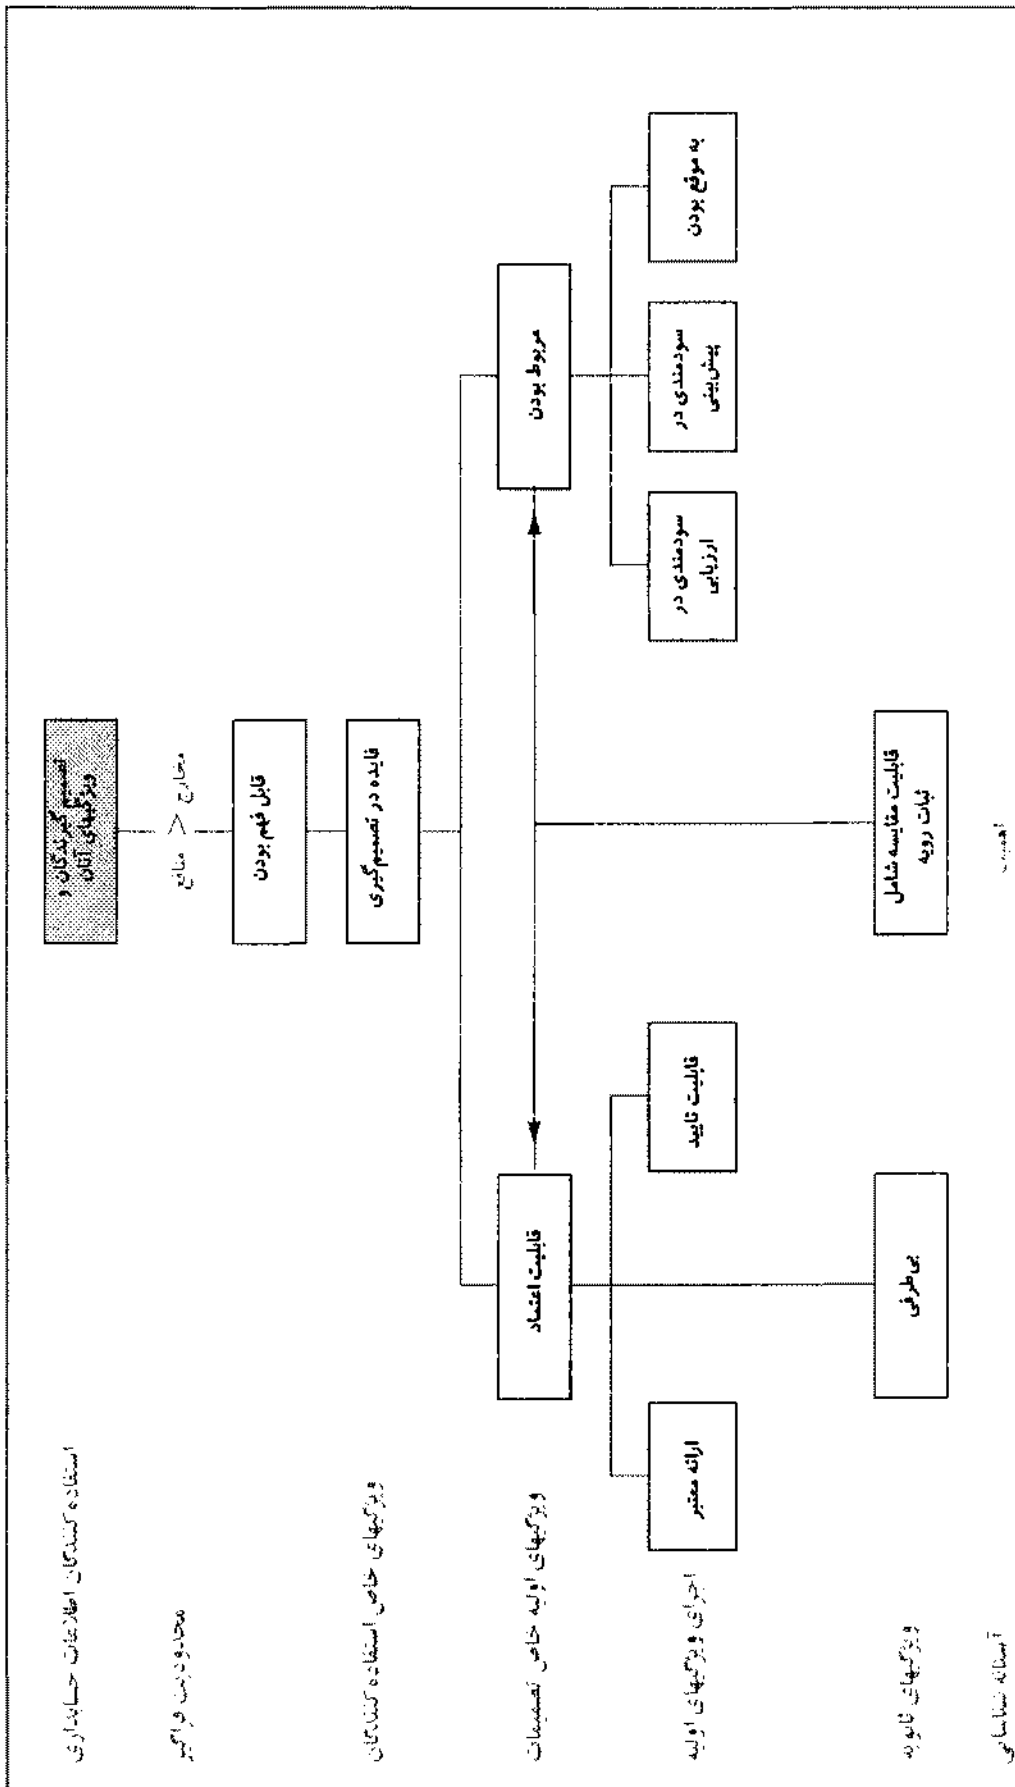 استفاده کنندگان اطلاعات حسابداری
تصمیم گیرندگان و
ویژگیهای آنان
محدودیت فراگیر
منافع > مخارج
قابل فهم بودن
ویژگیهای خاص استفاده کنندگان
فایده در تصمیم‌گیری
ویژگیهای اولیه خاص تصمیمات
مربوط بودن
قابلیت اعتماد
اجزای ویژگیهای اولیه
به موقع بودن
سودمندی در
پیش‌بینی
سودمندی در
ارزیابی
قابلیت تایید
ارائه معتبر
ویژگیهای ثانویه
قابلیت مقایسه شامل
ثبات رویه
بی‌طرفی
آستانه شناسایی
اهمیت